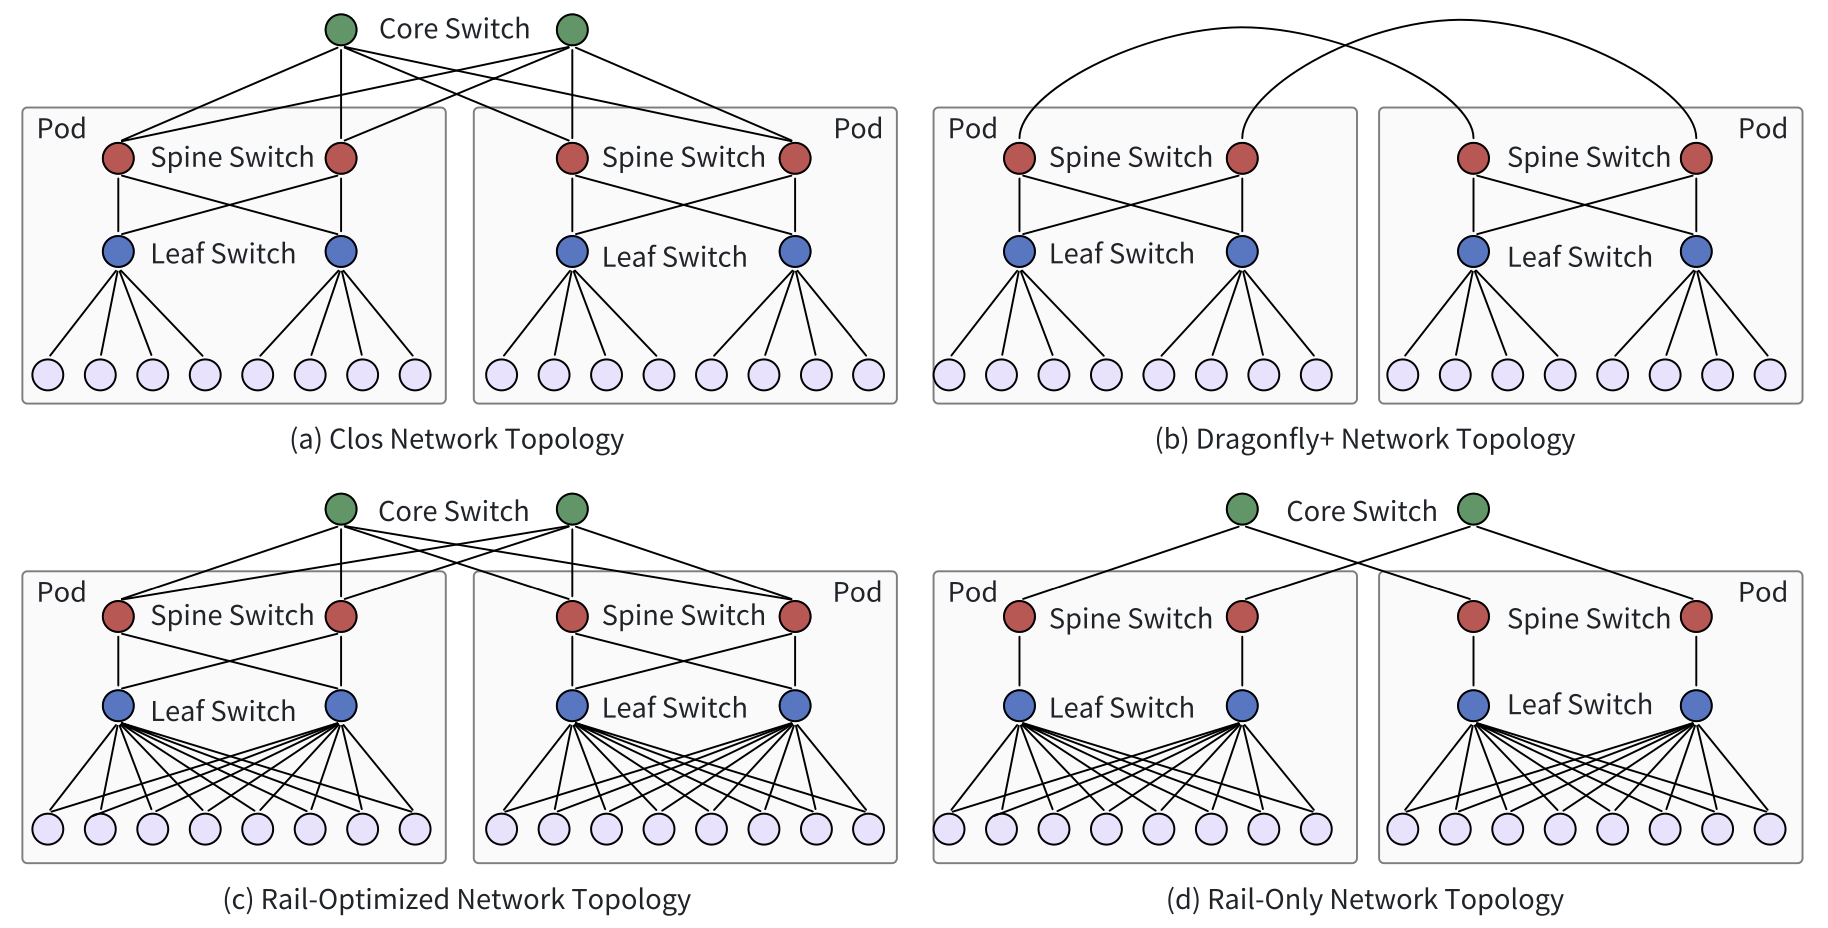 Core Switch
Pod
Pod
Spine Switch
Spine Switch
Leaf Switch
Leaf Switch
(a) Clos Network Topology
Pod
Pod
Spine Switch
Spine Switch
Leaf Switch
Leaf Switch
(b) Dragonfly+ Network Topology
Core Switch
Pod
Pod
Spine Switch
Spine Switch
Leaf Switch
Leaf Switch
(c) Rail-Optimized Network Topology
Core Switch
Pod
Pod
Spine Switch
Spine Switch
Leaf Switch
Leaf Switch
(d) Rail-Only Network Topology